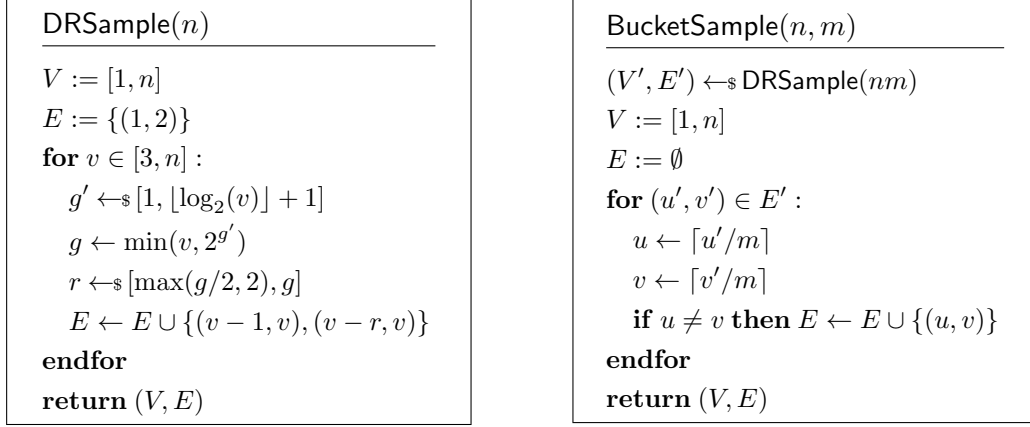 DRSample(n)
V := [1, n]
E := {(1, 2)}
for v ∈ [3, n] :
g′ ←$ [1, ⌊log₂(v)⌋ + 1]
g ← min(v, 2^{g′})
r ←$ [max(g/2, 2), g]
E ← E ∪ {(v − 1, v), (v − r, v)}
endfor
return (V, E)
BucketSample(n, m)
(V′, E′) ←$ DRSample(nm)
V := [1, n]
E := ∅
for (u′, v′) ∈ E′ :
u ← ⌈u′/m⌉
v ← ⌈v′/m⌉
if u ≠ v then E ← E ∪ {(u, v)}
endfor
return (V, E)